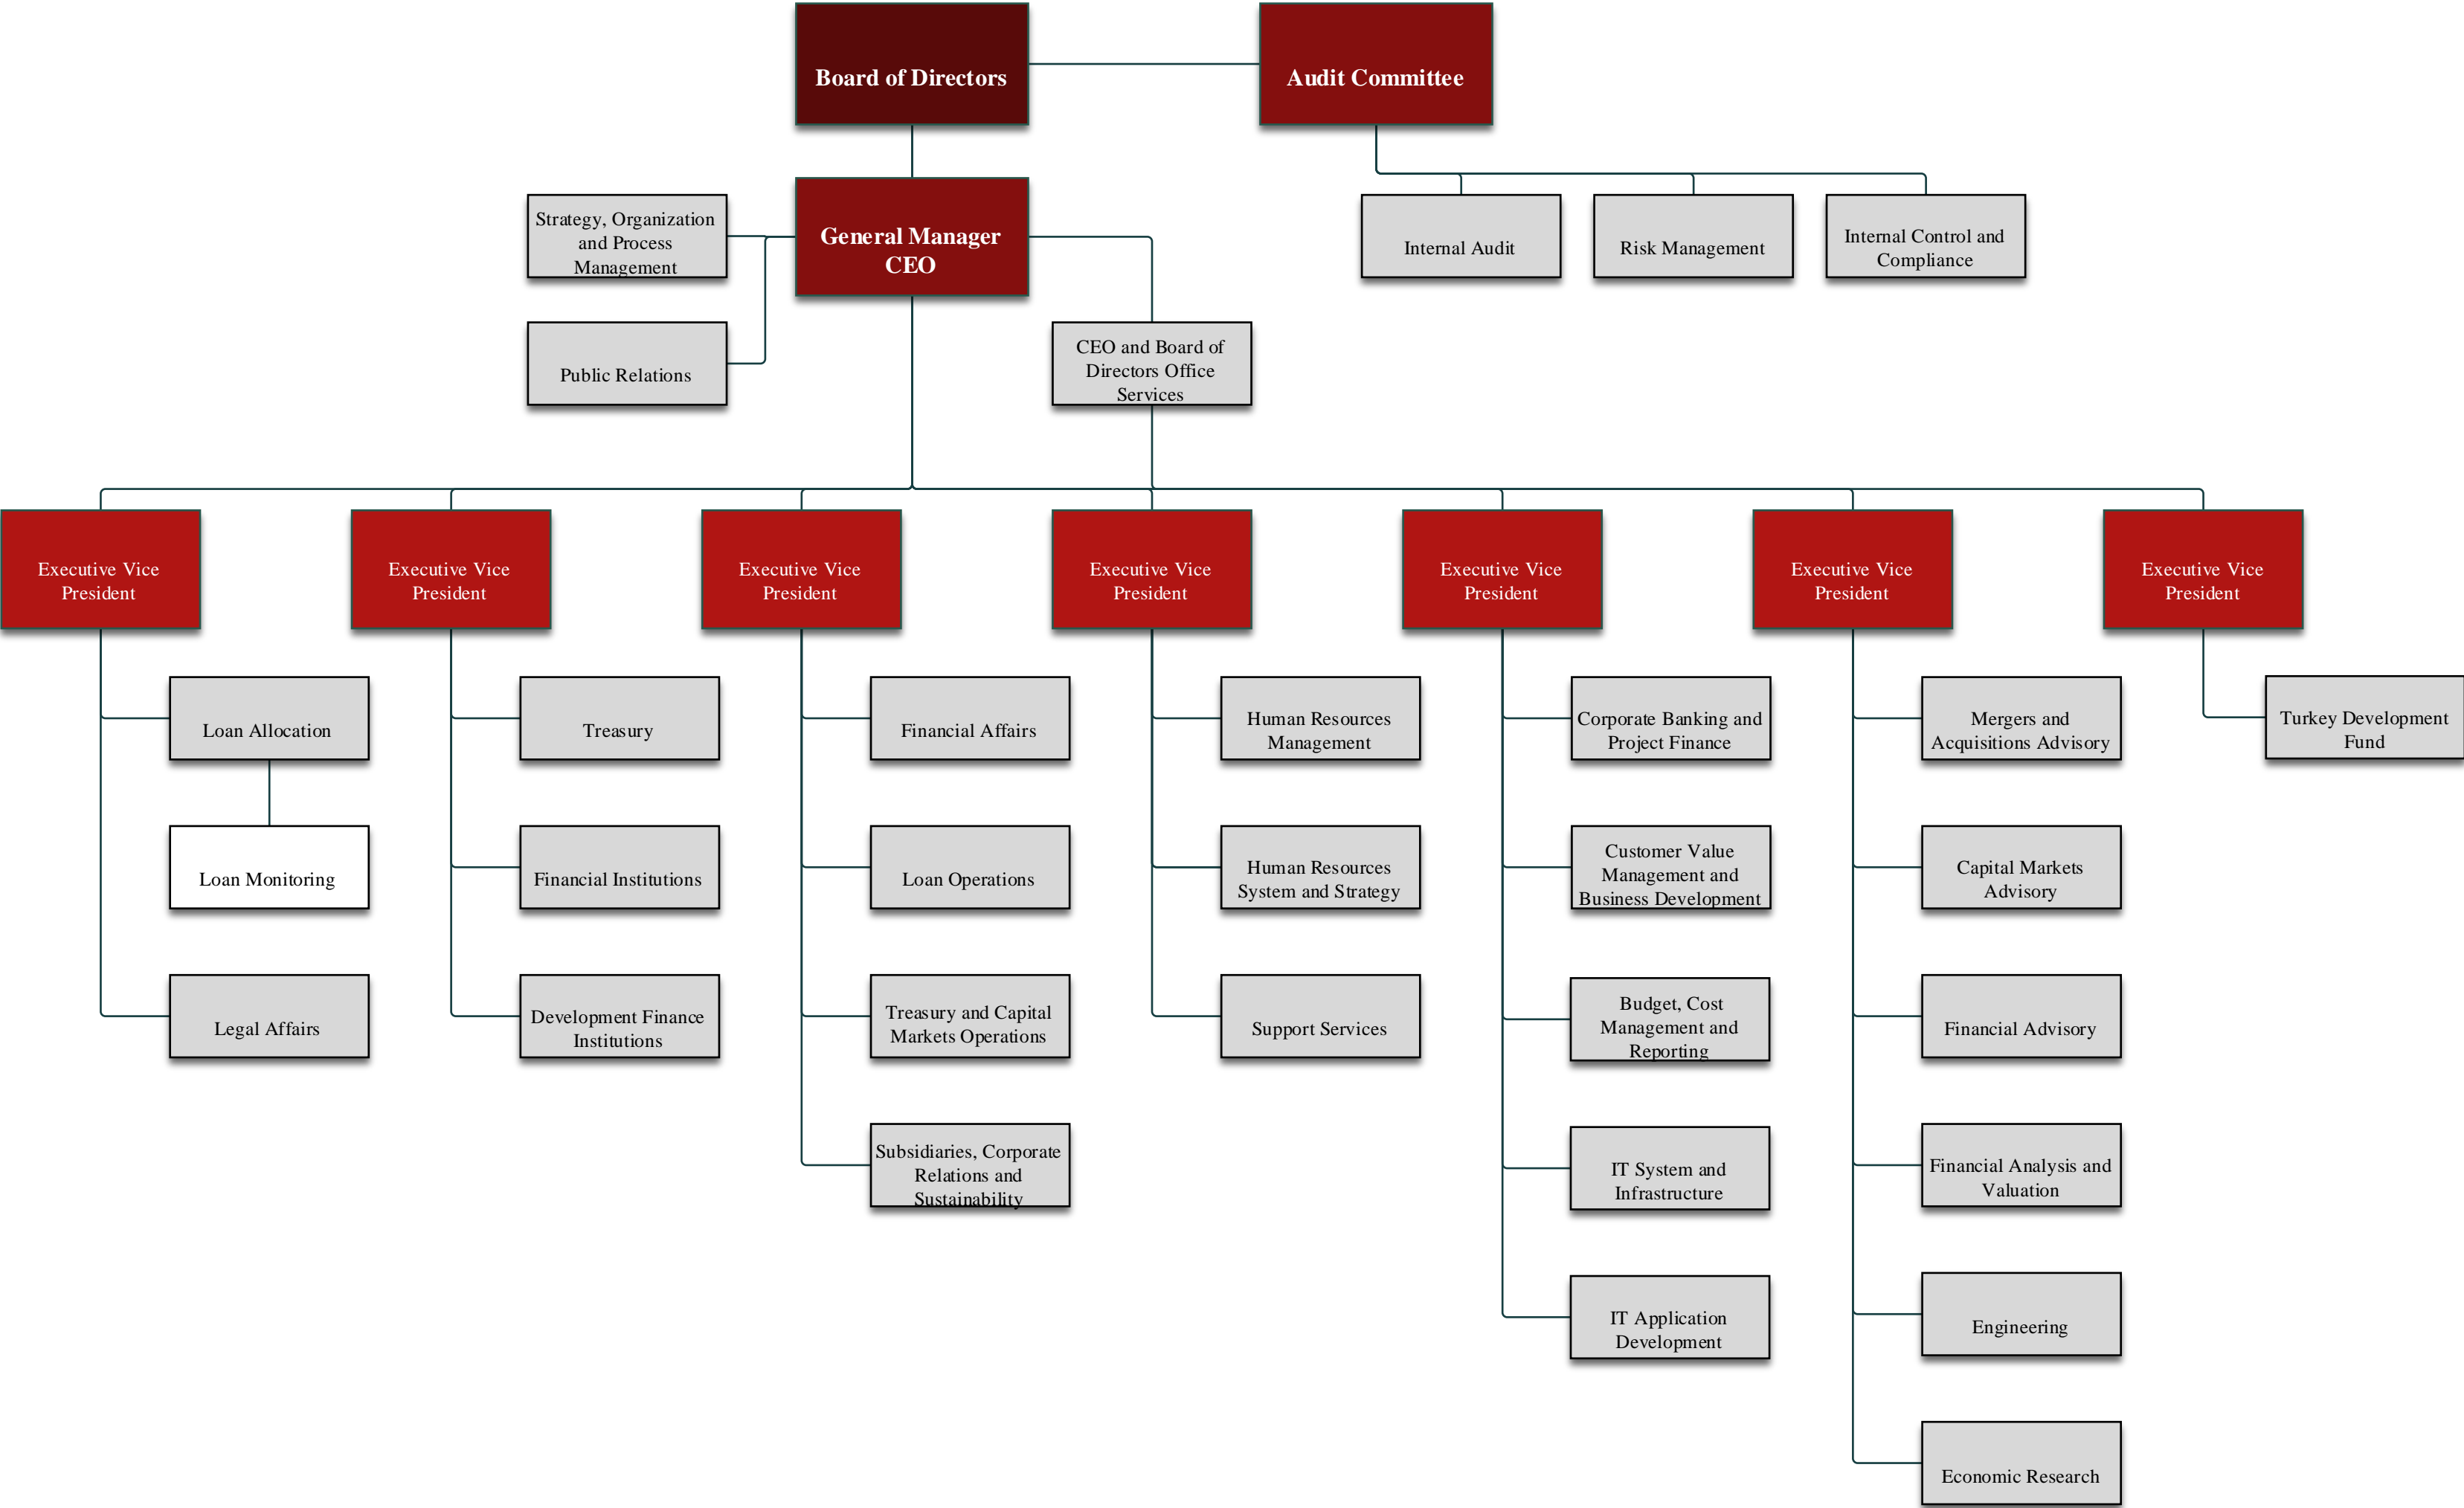 Board of Directors
Audit Committee
Strategy, Organization
and Process
Management
General Manager
CEO
Internal Audit
Risk Management
Internal Control and
Compliance
Public Relations
CEO and Board of
Directors Office
Services
Executive Vice
President
Executive Vice
President
Executive Vice
President
Executive Vice
President
Executive Vice
President
Executive Vice
President
Executive Vice
President
Loan Allocation
Treasury
Financial Affairs
Human Resources
Management
Corporate Banking and
Project Finance
Mergers and
Acquisitions Advisory
Turkey Development
Fund
Loan Monitoring
Financial Institutions
Loan Operations
Human Resources
System and Strategy
Customer Value
Management and
Business Development
Capital Markets
Advisory
Legal Affairs
Development Finance
Institutions
Treasury and Capital
Markets Operations
Support Services
Budget, Cost
Management and
Reporting
Financial Advisory
Subsidiaries, Corporate
Relations and
Sustainability
IT System and
Infrastructure
Financial Analysis and
Valuation
IT Application
Development
Engineering
Economic Research